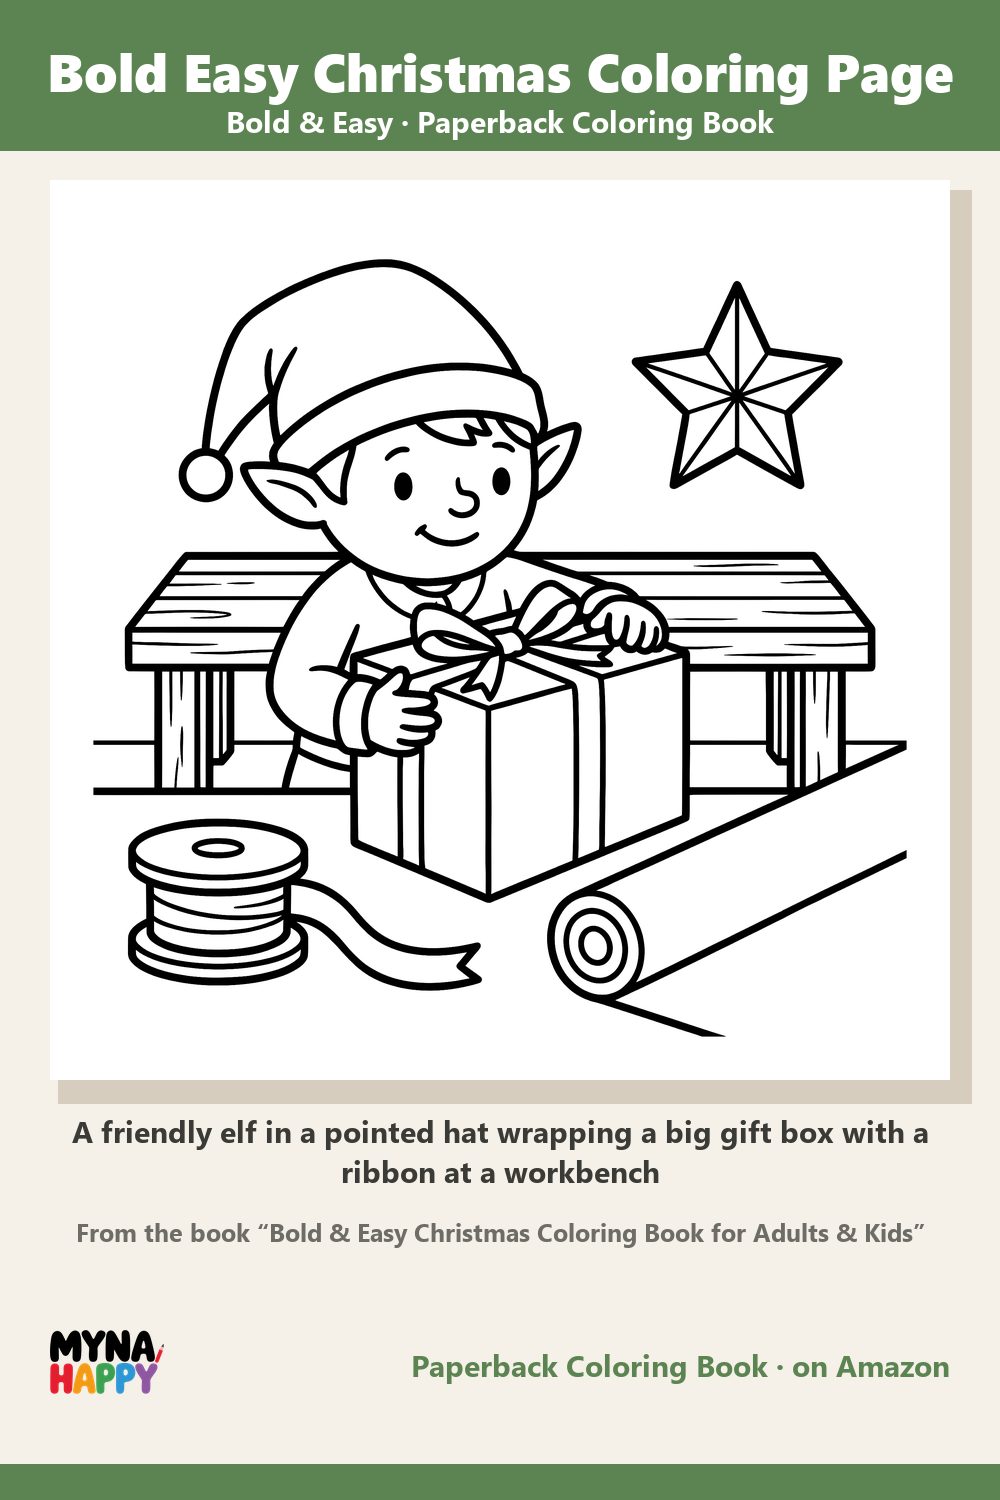 Bold Easy Christmas Coloring Page
Bold & Easy · Paperback Coloring Book
A friendly elf in a pointed hat wrapping a big gift box with a
ribbon at a workbench
From the book “Bold & Easy Christmas Coloring Book for Adults & Kids”
MYNA
HAPPY
Paperback Coloring Book · on Amazon